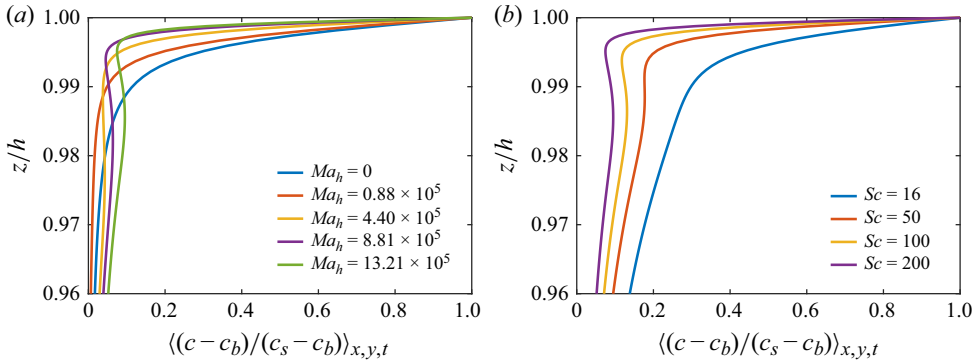 (a)
1.00
0.99
0.98
0.97
0.96
z/h
Ma_h = 0
Ma_h = 0.88 × 10^5
Ma_h = 4.40 × 10^5
Ma_h = 8.81 × 10^5
Ma_h = 13.21 × 10^5
0 0.2 0.4 0.6 0.8 1.0
⟨(c − c_b)/(c_s − c_b)⟩_{x,y,t}
(b)
1.00
0.99
0.98
0.97
0.96
z/h
Sc = 16
Sc = 50
Sc = 100
Sc = 200
0 0.2 0.4 0.6 0.8 1.0
⟨(c − c_b)/(c_s − c_b)⟩_{x,y,t}